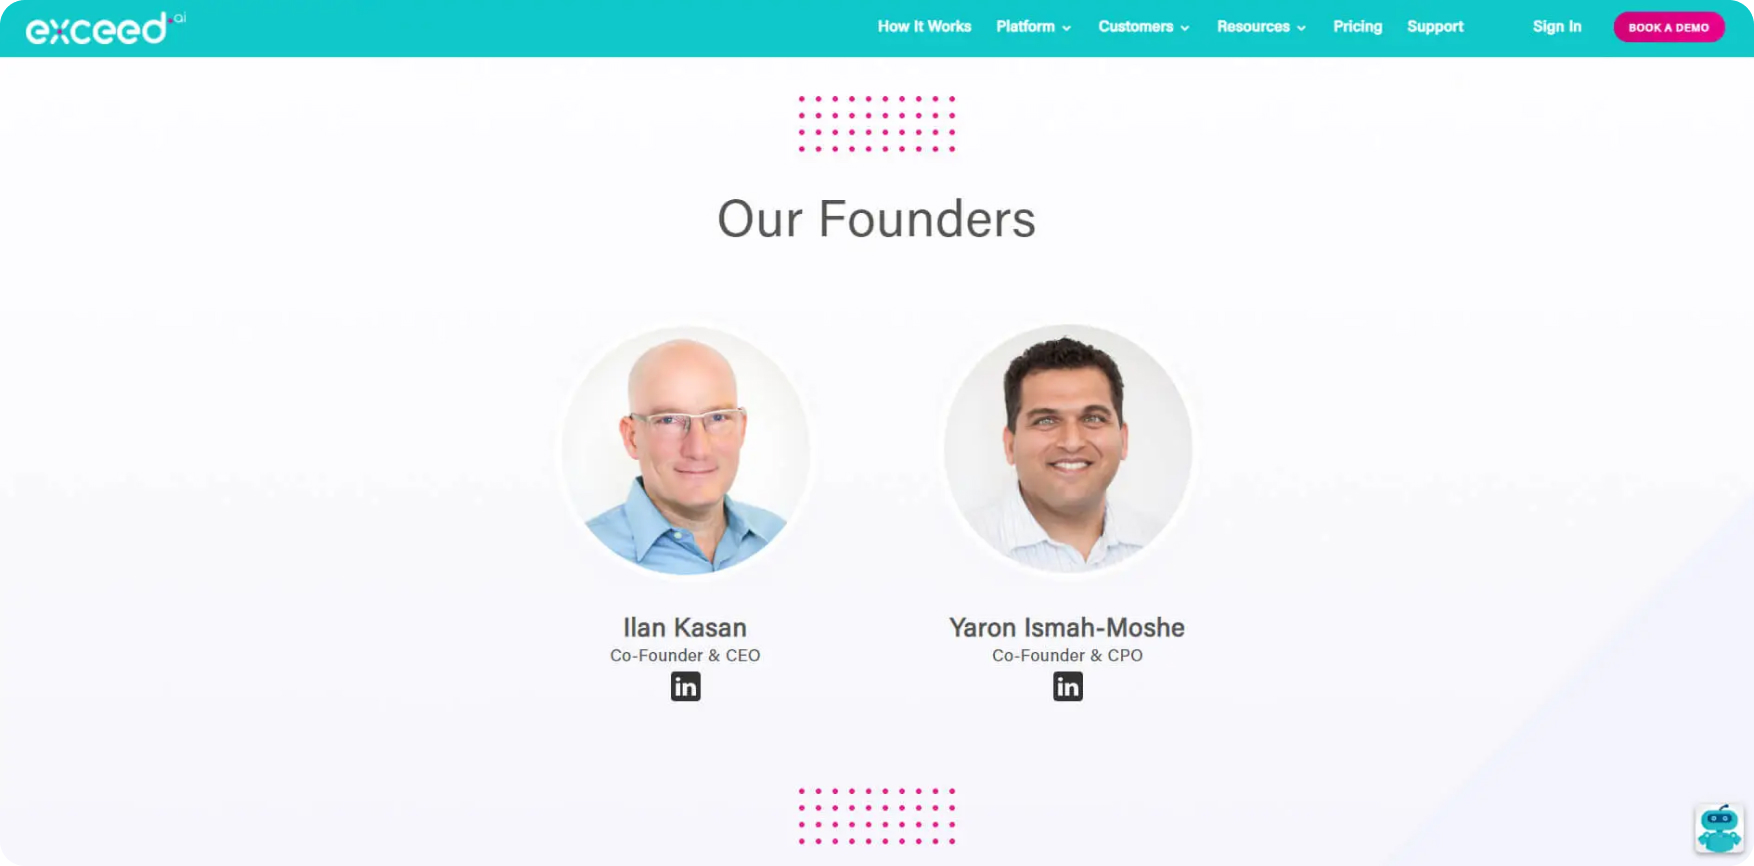 exceed.ai
How It Works Platform Customers Resources Pricing Support Sign In BOOK A DEMO
Our Founders
Ilan Kasan
Co-Founder & CEO
in
Yaron Ismah-Moshe
Co-Founder & CPO
in